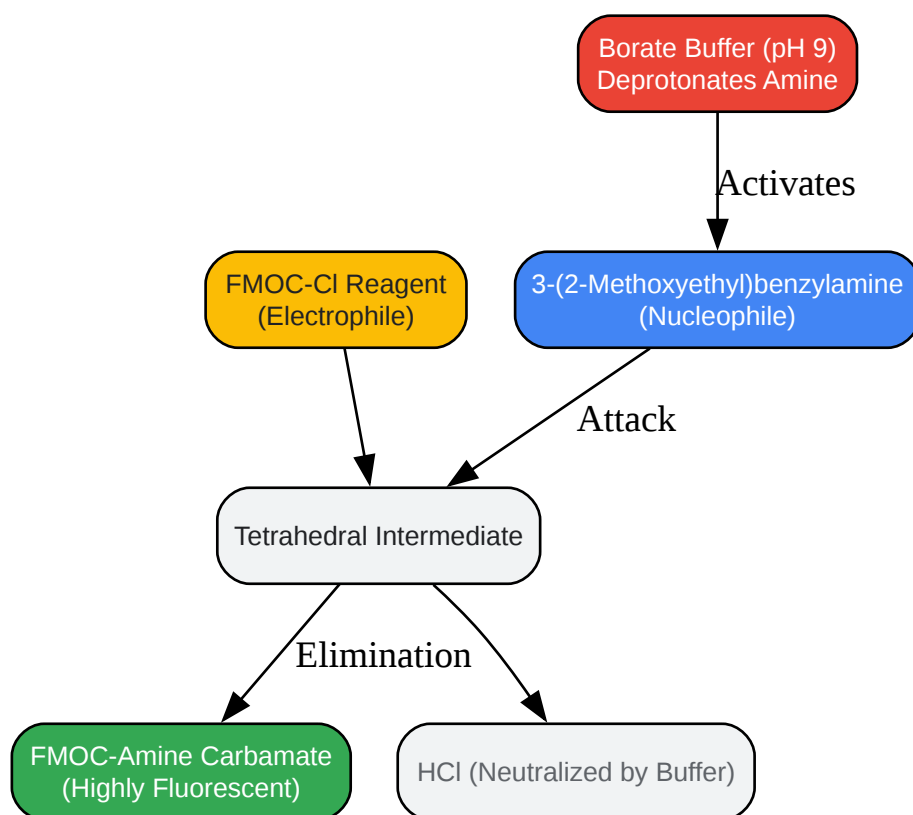 Borate Buffer (pH 9)
Deprotonates Amine
Activates
FMOC-Cl Reagent
(Electrophile)
3-(2-Methoxyethyl)benzylamine
(Nucleophile)
Attack
Tetrahedral Intermediate
Elimination
FMOC-Amine Carbamate
(Highly Fluorescent)
HCl (Neutralized by Buffer)